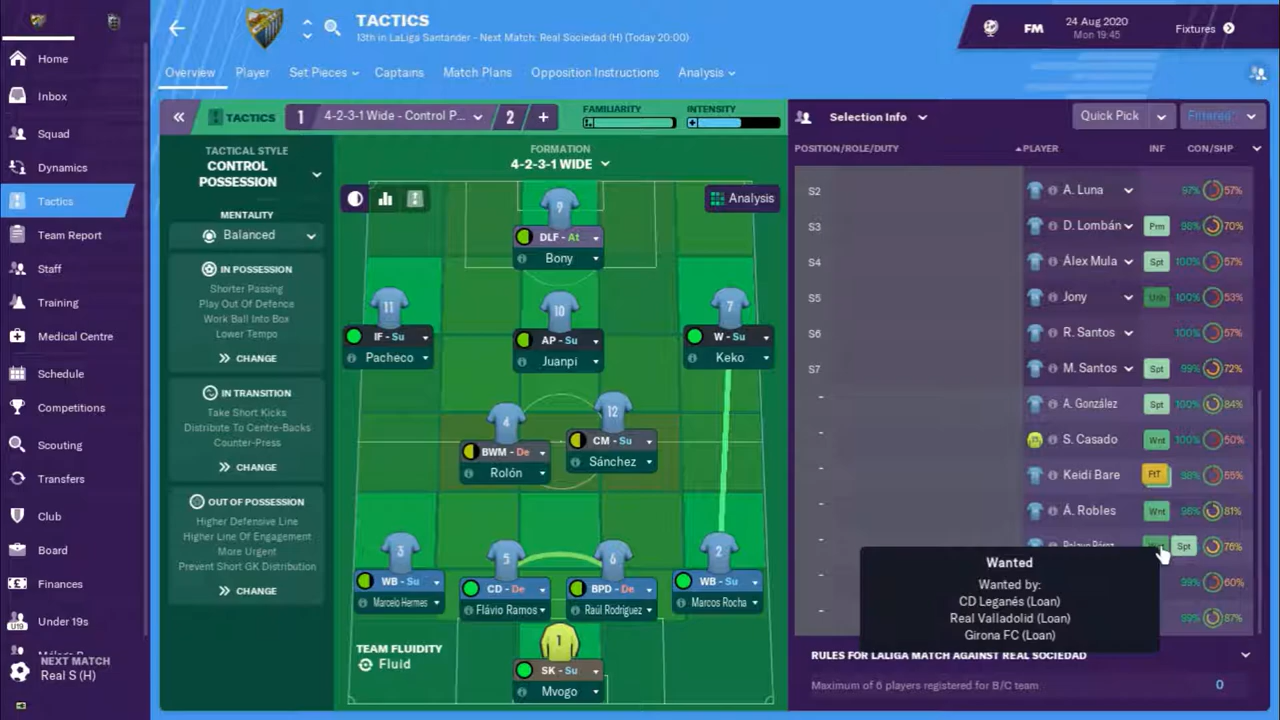 Home
Inbox
Squad
Dynamics
Tactics
Team Report
Staff
Training
Medical Centre
Schedule
Competitions
Scouting
Transfers
Club
Board
Finances
Under 19s
NEXT MATCH
Real S (H)
TACTICS
13th in LaLiga Santander - Next Match: Real Sociedad (H) (Today 20:00)
FM
24 Aug 2020
Mon 19:45
Fixtures
Overview
Player
Set Pieces
Captains
Match Plans
Opposition Instructions
Analysis
TACTICS
1
4-2-3-1 Wide - Control P...
2
+
FAMILIARITY
INTENSITY
TACTICAL STYLE
CONTROL
POSSESSION
MENTALITY
Balanced
IN POSSESSION
Shorter Passing
Play Out Of Defence
Work Ball Into Box
Lower Tempo
CHANGE
IN TRANSITION
Take Short Kicks
Distribute To Centre-Backs
Counter-Press
CHANGE
OUT OF POSSESSION
Higher Defensive Line
Higher Line Of Engagement
More Urgent
Prevent Short GK Distribution
CHANGE
FORMATION
4-2-3-1 WIDE
Analysis
9
DLF - At
Bony
11
IF - Su
Pacheco
10
AP - Su
Juanpi
7
W - Su
Keko
4
BWM - De
Rolón
12
CM - Su
Sánchez
3
WB - Su
Marcelo Hermes
5
CD - De
Flávio Ramos
6
BPD - De
Raúl Rodríguez
2
WB - Su
Marcos Rocha
1
SK - Su
Mvogo
TEAM FLUIDITY
Fluid
Selection Info
Quick Pick
Filtered*
POSITION/ROLE/DUTY PLAYER INF CON/SHP
S2 A. Luna 97% 57%
S3 D. Lombán Prm 98% 70%
S4 Álex Mula Spt 100% 57%
S5 Jony Unh 100% 53%
S6 R. Santos 100% 57%
S7 M. Santos Spt 99% 72%
- A. González Spt 100% 84%
- S. Casado Wnt 100% 50%
- Keidi Bare FtT 98% 55%
- Á. Robles Wnt 96% 81%
- Spt 76%
- 99% 60%
- 99% 87%
Wanted
Wanted by:
CD Leganés (Loan)
Real Valladolid (Loan)
Girona FC (Loan)
RULES FOR LALIGA MATCH AGAINST REAL SOCIEDAD
Maximum of 6 players registered for B/C team 0